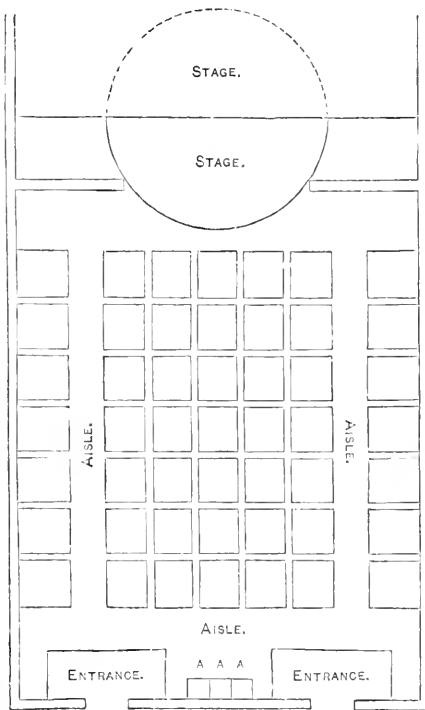 STAGE.
STAGE.
AISLE.
AISLE.
AISLE.
A A A
ENTRANCE.
ENTRANCE.